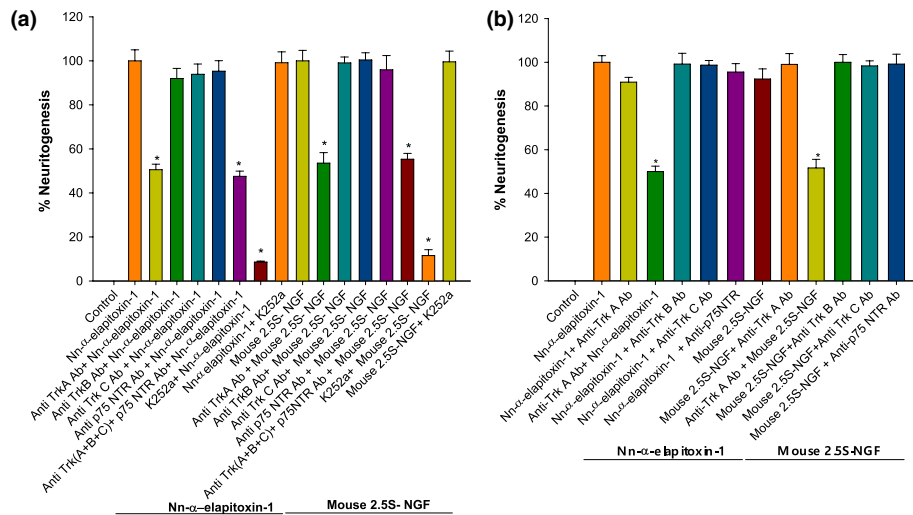 (a)
120
100
80
60
40
20
0
% Neuritogenesis
*
*
*
*
*
*
Control
Nn-α-elapitoxin-1
Anti TrkA Ab+ Nn-α-elapitoxin-1
Anti TrkB Ab+ Nn-α-elapitoxin-1
Anti Trk C Ab + Nn-α-elapitoxin-1
Anti p75 NTR Ab+ Nn-α-elapitoxin-1
Anti Trk(A+B+C)+ p75 NTR Ab+ Nn-α-elapitoxin-1
K252a+ Nn-α-elapitoxin-1
Nn-α-elapitoxin-1+ K252a
Mouse 2.5S- NGF
Anti TrkA Ab + Mouse 2.5S- NGF
Anti TrkB Ab+ Mouse 2.5S- NGF
Anti Trk C Ab + Mouse 2.5S- NGF
Anti p75 NTR Ab + Mouse 2.5S- NGF
Anti Trk(A+B+C)+ p75NTR Ab + Mouse 2.5S- NGF
K252a+ Mouse 2.5S- NGF
Mouse 2.5S-NGF+ K252a
Nn-α–elapitoxin-1
Mouse 2.5S- NGF
(b)
120
100
80
60
40
20
0
% Neuritogenesis
*
*
Control
Nn-α-elapitoxin-1
Nn-α-elapitoxin-1+ Anti-Trk A Ab
Anti-Trk A Ab+ Nn-α-elapitoxin-1
Nn-α-elapitoxin-1 + Anti-Trk B Ab
Nn-α-elapitoxin-1 + Anti-Trk C Ab
Nn-α-elapitoxin-1 + Anti-p75NTR
Mouse 2.5S-NGF
Mouse 2.5S-NGF+ Anti-Trk A Ab
Anti-Trk A Ab + Mouse 2.5S-NGF
Mouse 2.5S-NGF+Anti Trk B Ab
Mouse 2.5S-NGF+Anti Trk C Ab
Mouse 2.5S-NGF + Anti-p75 NTR Ab
Nn-α-elapitoxin-1
Mouse 2.5S-NGF